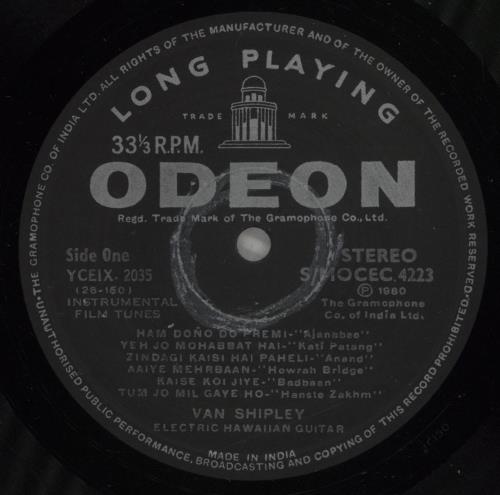 LONG PLAYING
TRADE MARK
33⅓ R.P.M.
ODEON
Regd. Trade Mark of The Gramophone Co., Ltd.
Side One
YCEIX- 2035
(26-150)
INSTRUMENTAL
FILM TUNES
STEREO
S/MOCEC. 4223
Ⓟ 1980
The Gramophone
Co. of India Ltd.
HAM DONO DO PREMI-"Ajanabee"
YEH JO MOHABBAT HAI-"Kati Patang"
ZINDAGI KAISI HAI PAHELI-"Anand"
AAIYE MEHRBAAN-"Howrah Bridge"
KAISE KOI JIYE-"Badbaan"
TUM JO MIL GAYE HO-"Hanste Zakhm"
VAN SHIPLEY
ELECTRIC HAWAIIAN GUITAR
MADE IN INDIA
THE GRAMOPHONE CO. OF INDIA LTD. ALL RIGHTS OF THE MANUFACTURER AND OF THE OWNER OF THE RECORDED WORK RESERVED.
UNAUTHORISED PUBLIC PERFORMANCE, BROADCASTING AND COPYING OF THIS RECORD PROHIBITED.